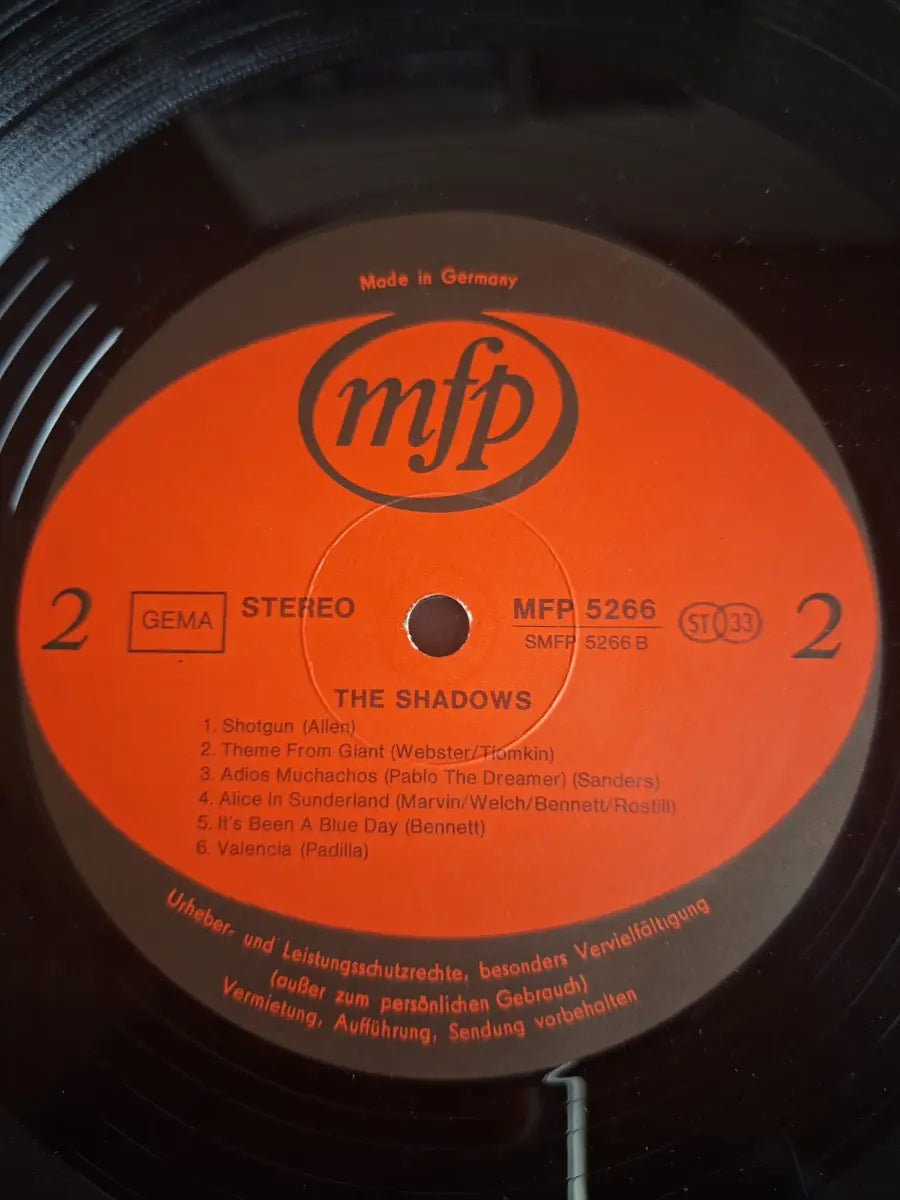 Made in Germany
mfp
2 GEMA STEREO MFP 5266 ST 33 2
SMFP 5266 B
THE SHADOWS
1. Shotgun (Allen)
2. Theme From Giant (Webster/Tiomkin)
3. Adios Muchachos (Pablo The Dreamer) (Sanders)
4. Alice In Sunderland (Marvin/Welch/Bennett/Rostill)
5. It's Been A Blue Day (Bennett)
6. Valencia (Padilla)
Urheber- und Leistungsschutzrechte, besonders Vervielfältigung
(außer zum persönlichen Gebrauch)
Vermietung, Aufführung, Sendung vorbehalten